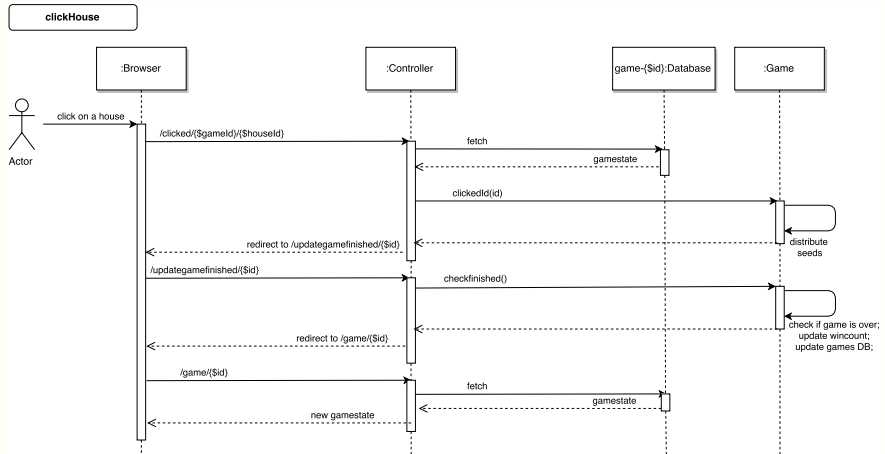 clickHouse
:Browser
:Controller
game-{$id}:Database
:Game
click on a house
Actor
/clicked/{$gameId)/{$houseId}
fetch
gamestate
clickedId(id)
distribute
seeds
redirect to /updategamefinished/{$id}
/updategamefinished/{$id}
checkfinished()
check if game is over;
update wincount;
update games DB;
redirect to /game/{$id}
/game/{$id}
fetch
gamestate
new gamestate